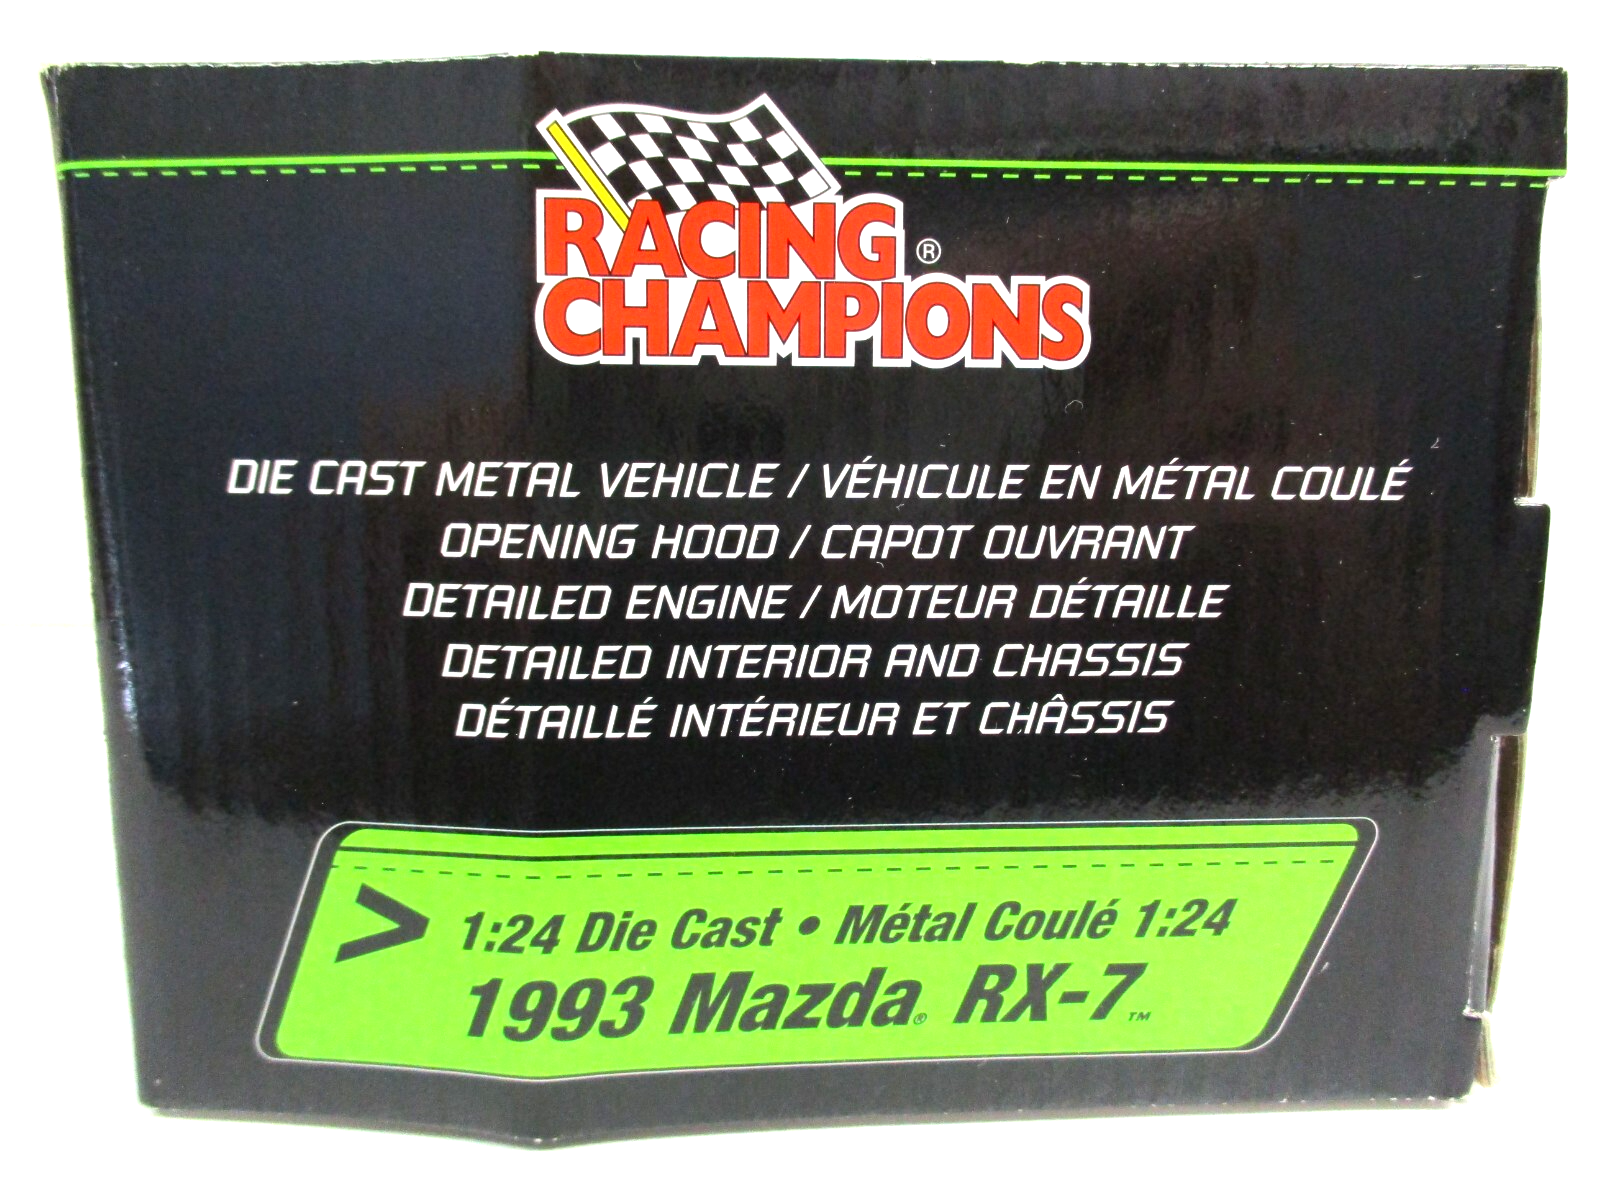 RACING ®
CHAMPIONS
DIE CAST METAL VEHICLE / VÉHICULE EN MÉTAL COULÉ
OPENING HOOD / CAPOT OUVRANT
DETAILED ENGINE / MOTEUR DÉTAILLE
DETAILED INTERIOR AND CHASSIS
DÉTAILLÉ INTÉRIEUR ET CHÂSSIS
> 1:24 Die Cast • Métal Coulé 1:24
1993 Mazda® RX-7™